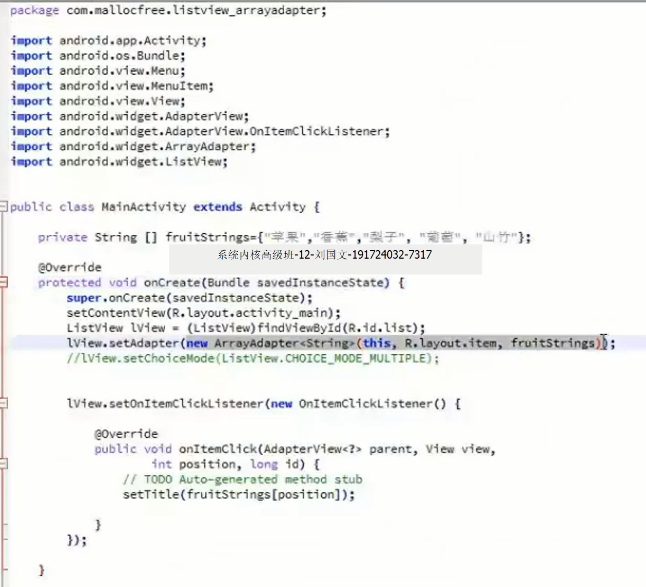 package com.mallocfree.listview_arrayadapter;
import android.app.Activity;
import android.os.Bundle;
import android.view.Menu;
import android.view.MenuItem;
import android.view.View;
import android.widget.AdapterView;
import android.widget.AdapterView.OnItemClickListener;
import android.widget.ArrayAdapter;
import android.widget.ListView;
public class MainActivity extends Activity {
private String [] fruitStrings={"苹果","香蕉","梨子", "葡萄", "山竹"};
系统内核高级班-12-刘国文-191724032-7317
@Override
protected void onCreate(Bundle savedInstanceState) {
super.onCreate(savedInstanceState);
setContentView(R.layout.activity_main);
ListView lView = (ListView)findViewById(R.id.list);
lView.setAdapter(new ArrayAdapter<String>(this, R.layout.item, fruitStrings));
//lView.setChoiceMode(ListView.CHOICE_MODE_MULTIPLE);
lView.setOnItemClickListener(new OnItemClickListener() {
@Override
public void onItemClick(AdapterView<?> parent, View view,
int position, long id) {
// TODO Auto-generated method stub
setTitle(fruitStrings[position]);
}
});
}